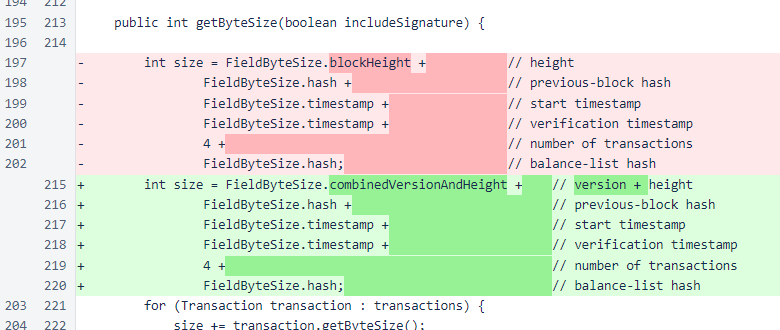 194 212
195 213 public int getByteSize(boolean includeSignature) {
196 214
197 - int size = FieldByteSize.blockHeight + // height
198 - FieldByteSize.hash + // previous-block hash
199 - FieldByteSize.timestamp + // start timestamp
200 - FieldByteSize.timestamp + // verification timestamp
201 - 4 + // number of transactions
202 - FieldByteSize.hash; // balance-list hash
215 + int size = FieldByteSize.combinedVersionAndHeight + // version + height
216 + FieldByteSize.hash + // previous-block hash
217 + FieldByteSize.timestamp + // start timestamp
218 + FieldByteSize.timestamp + // verification timestamp
219 + 4 + // number of transactions
220 + FieldByteSize.hash; // balance-list hash
203 221 for (Transaction transaction : transactions) {
204 222 size += transaction.getByteSize();